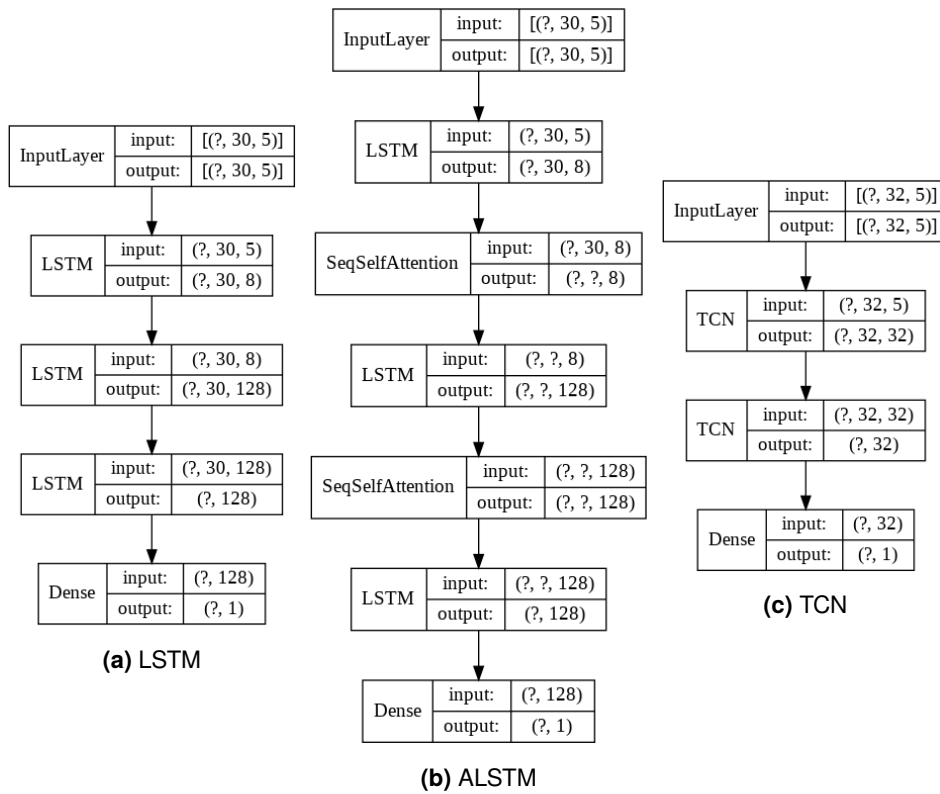 InputLayer
input: [(?, 30, 5)]
output: [(?, 30, 5)]
LSTM
input: (?, 30, 5)
output: (?, 30, 8)
LSTM
input: (?, 30, 8)
output: (?, 30, 128)
LSTM
input: (?, 30, 128)
output: (?, 128)
Dense
input: (?, 128)
output: (?, 1)
(a) LSTM
InputLayer
input: [(?, 30, 5)]
output: [(?, 30, 5)]
LSTM
input: (?, 30, 5)
output: (?, 30, 8)
SeqSelfAttention
input: (?, 30, 8)
output: (?, ?, 8)
LSTM
input: (?, ?, 8)
output: (?, ?, 128)
SeqSelfAttention
input: (?, ?, 128)
output: (?, ?, 128)
LSTM
input: (?, ?, 128)
output: (?, 128)
Dense
input: (?, 128)
output: (?, 1)
(b) ALSTM
InputLayer
input: [(?, 32, 5)]
output: [(?, 32, 5)]
TCN
input: (?, 32, 5)
output: (?, 32, 32)
TCN
input: (?, 32, 32)
output: (?, 32)
Dense
input: (?, 32)
output: (?, 1)
(c) TCN